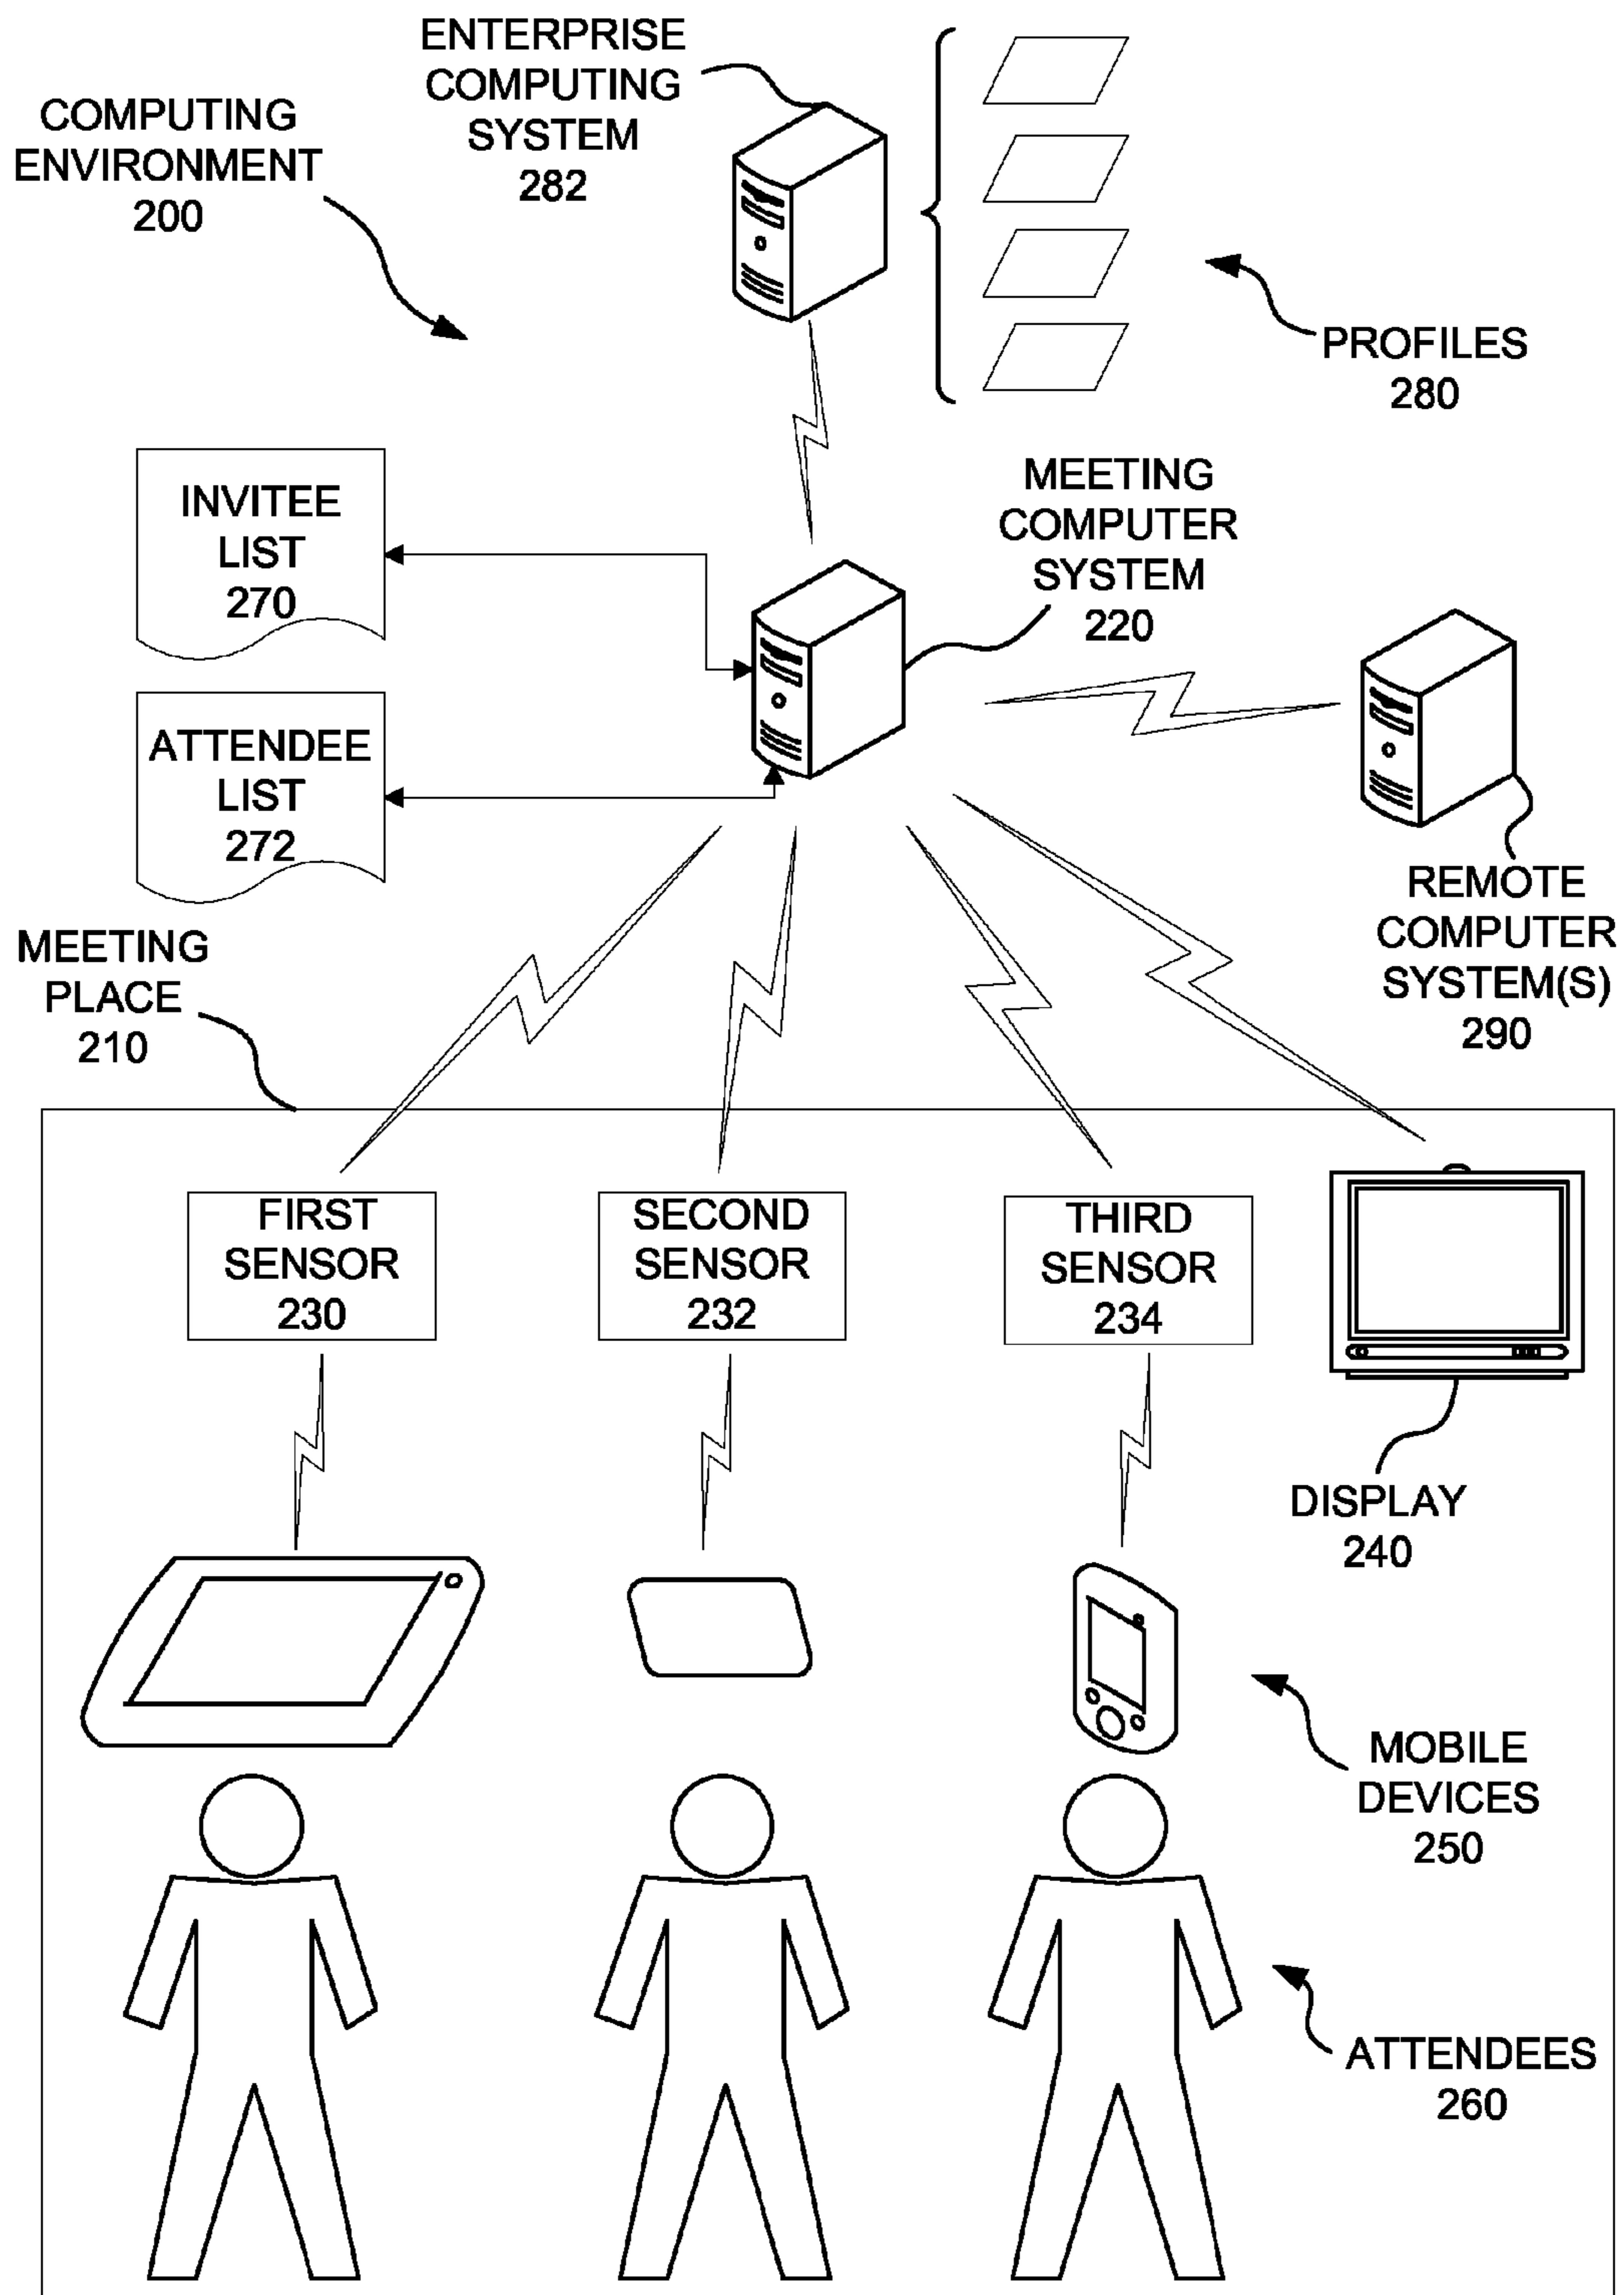 ENTERPRISE
COMPUTING
SYSTEM
282
COMPUTING
ENVIRONMENT
200
PROFILES
280
INVITEE
LIST
270
MEETING
COMPUTER
SYSTEM
220
ATTENDEE
LIST
272
REMOTE
COMPUTER
SYSTEM(S)
290
MEETING
PLACE
210
FIRST
SENSOR
230
SECOND
SENSOR
232
THIRD
SENSOR
234
DISPLAY
240
MOBILE
DEVICES
250
ATTENDEES
260